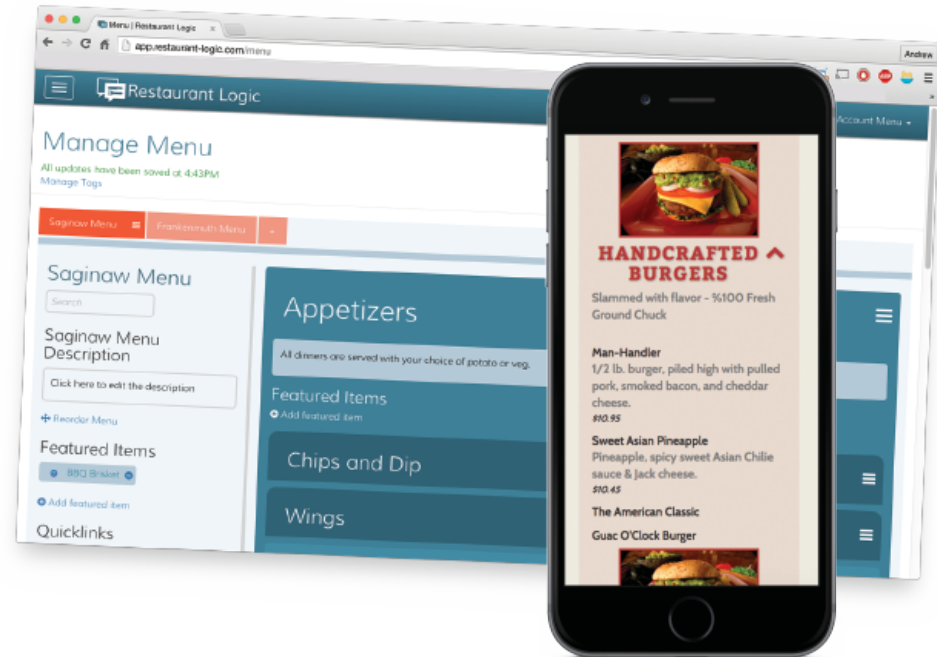 Menu | Restaurant Logic
Andrew
app.restaurant-logic.com/menu
Restaurant Logic
Account Menu
Manage Menu
All updates have been saved at 4:43PM
Manage Tags
Saginaw Menu
Frankenmuth Menu
Saginaw Menu
Search
Saginaw Menu
Description
Click here to edit the description
Reorder Menu
Featured Items
BBQ Brisket
Add featured item
Quicklinks
Appetizers
All dinners are served with your choice of potato or veg.
Featured Items
Add featured item
Chips and Dip
Wings
HANDCRAFTED
BURGERS
Slammed with flavor - %100 Fresh
Ground Chuck
Man-Handler
1/2 lb. burger, piled high with pulled
pork, smoked bacon, and cheddar
cheese.
$10.95
Sweet Asian Pineapple
Pineapple, spicy sweet Asian Chilie
sauce & Jack cheese.
$10.45
The American Classic
Guac O'Clock Burger